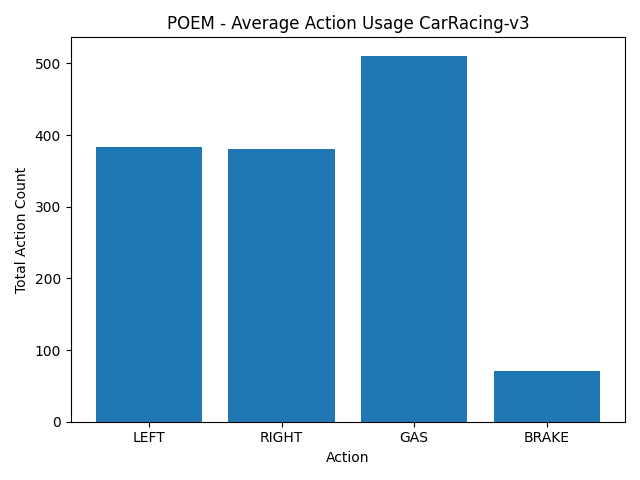 POEM - Average Action Usage CarRacing-v3
500
400
300
200
100
0
Total Action Count
LEFT RIGHT GAS BRAKE
Action